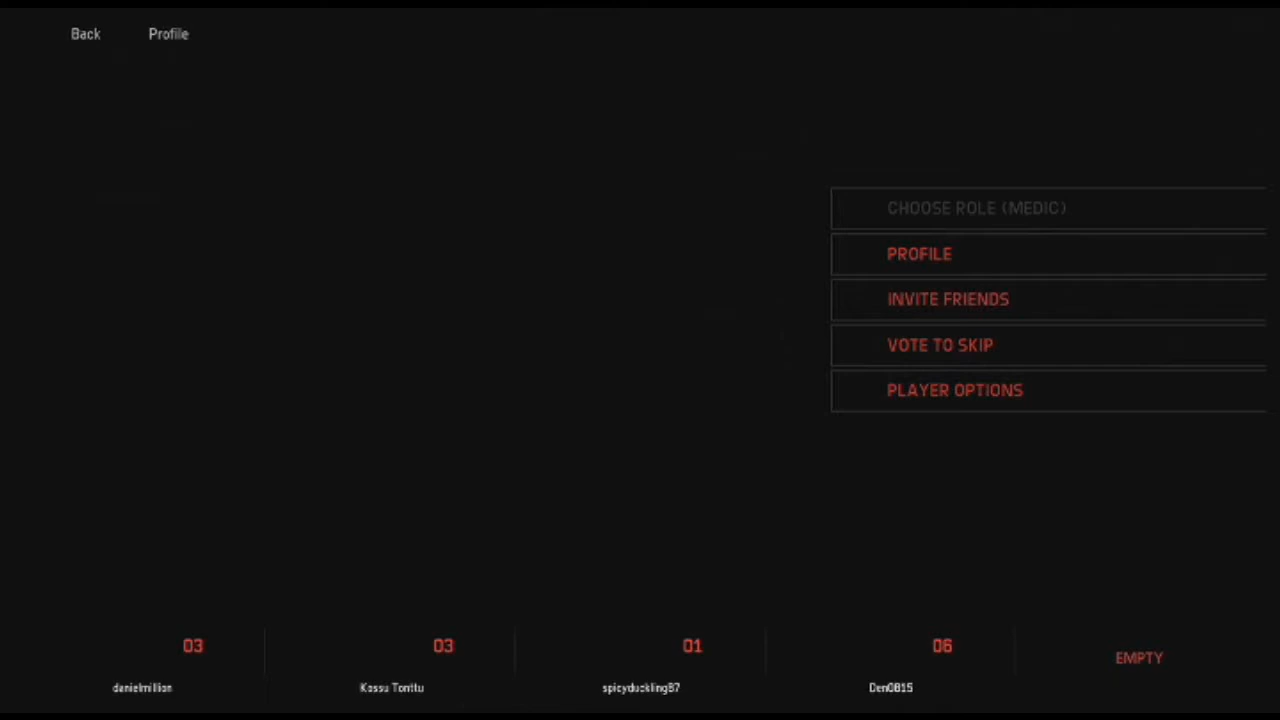 Back Profile
CHOOSE ROLE (MEDIC)
PROFILE
INVITE FRIENDS
VOTE TO SKIP
PLAYER OPTIONS
03 03 01 06
EMPTY
danielmillion Kossu Tonttu spicyduckling87 Den0815